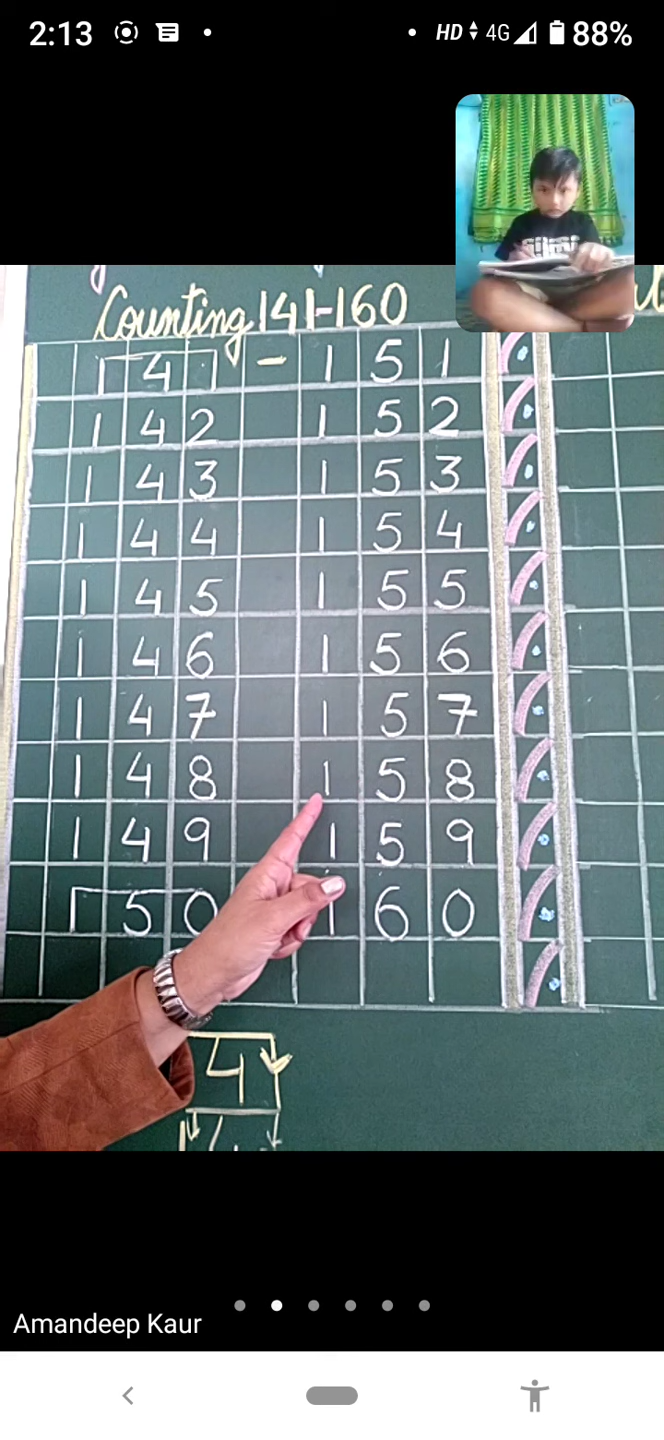 2:13 HD 4G 88%
Counting 141-160
141 - 151
142 152
143 153
144 154
145 155
146 156
147 157
148 158
149 159
150 160
4
Amandeep Kaur